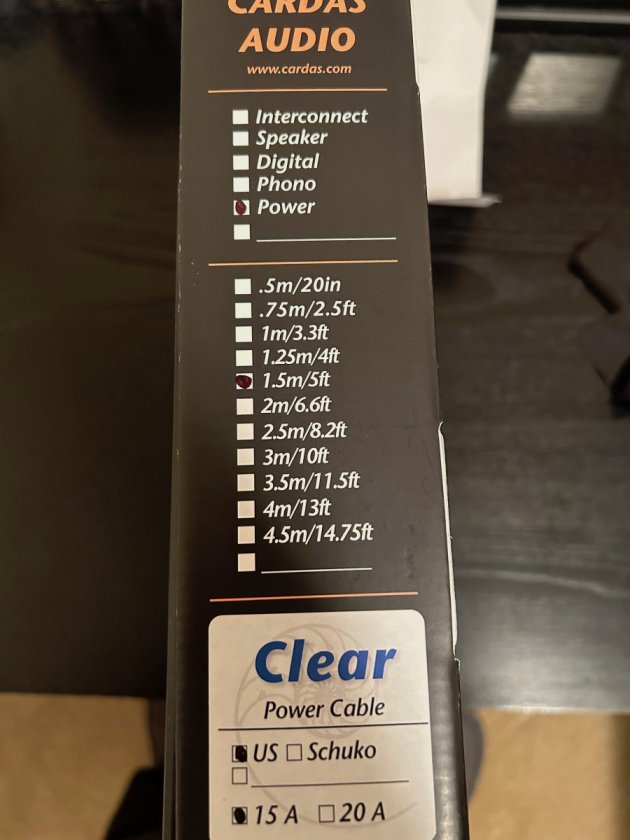 CARDAS
AUDIO
www.cardas.com
Interconnect
Speaker
Digital
Phono
Power
.5m/20in
.75m/2.5ft
1m/3.3ft
1.25m/4ft
1.5m/5ft
2m/6.6ft
2.5m/8.2ft
3m/10ft
3.5m/11.5ft
4m/13ft
4.5m/14.75ft
Clear
Power Cable
US Schuko
15 A 20 A